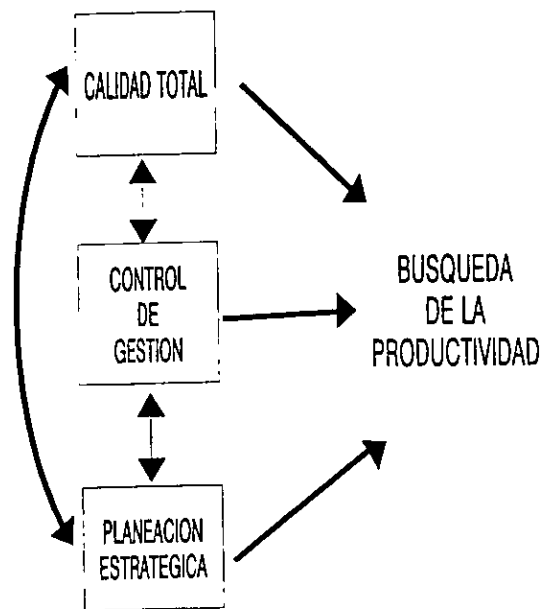 CALIDAD TOTAL
CONTROL
DE
GESTION
BUSQUEDA
DE LA
PRODUCTIVIDAD
PLANEACION
ESTRATEGICA